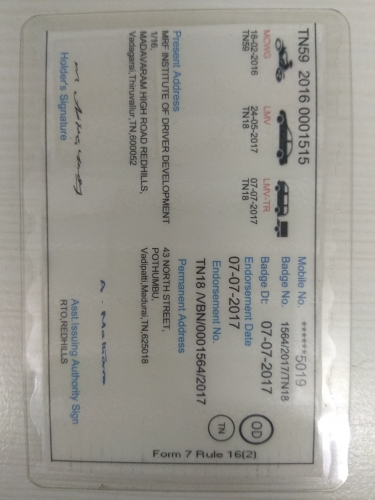 TN59 2016 0001515
MCWG
18-02-2016
TN59
LMV
24-05-2017
TN18
LMV-TR
07-07-2017
TN18
Mobile No. ******5019
Badge No. 1564/2017/TN18
Badge Dt: 07-07-2017
Endorsement Date
07-07-2017
Endorsement No.
TN18 /VBN/0001564/2017
OD
TN
Present Address
MRF INSTITUTE OF DRIVER DEVELOPMENT
1/16,
MADAVARAM HIGH ROAD REDHILLS,
Vadagarai,Thiruvallur,TN,600052
Permanent Address
43 NORTH STREET,
POTHUMBU,
Vadipatti,Madurai,TN,625018
Holder's Signature
Asst.Issuing Authority Sign
RTO,REDHILLS
Form 7 Rule 16(2)